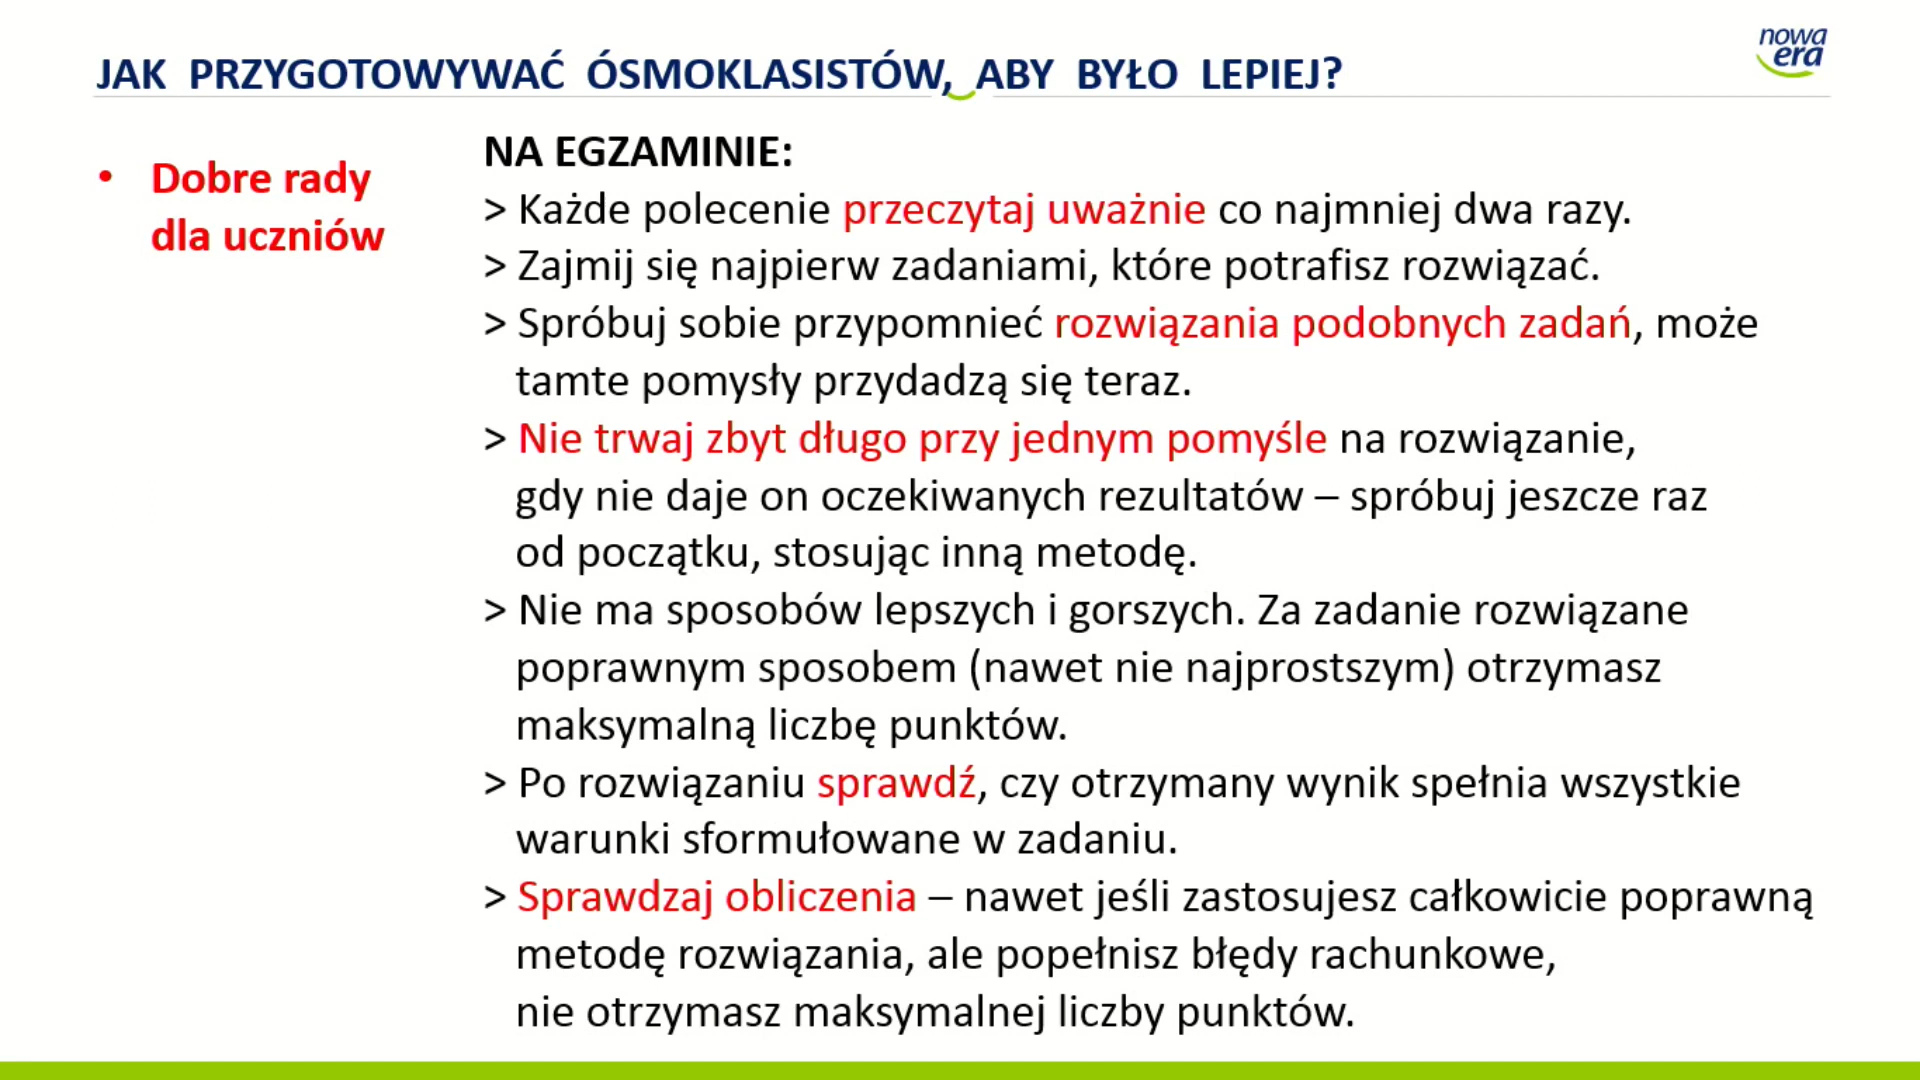 JAK PRZYGOTOWYWAĆ ÓSMOKLASISTÓW, ABY BYŁO LEPIEJ?
nowa
era
• Dobre rady
dla uczniów
NA EGZAMINIE:
> Każde polecenie przeczytaj uważnie co najmniej dwa razy.
> Zajmij się najpierw zadaniami, które potrafisz rozwiązać.
> Spróbuj sobie przypomnieć rozwiązania podobnych zadań, może
tamte pomysły przydadzą się teraz.
> Nie trwaj zbyt długo przy jednym pomyśle na rozwiązanie,
gdy nie daje on oczekiwanych rezultatów – spróbuj jeszcze raz
od początku, stosując inną metodę.
> Nie ma sposobów lepszych i gorszych. Za zadanie rozwiązane
poprawnym sposobem (nawet nie najprostszym) otrzymasz
maksymalną liczbę punktów.
> Po rozwiązaniu sprawdź, czy otrzymany wynik spełnia wszystkie
warunki sformułowane w zadaniu.
> Sprawdzaj obliczenia – nawet jeśli zastosujesz całkowicie poprawną
metodę rozwiązania, ale popełnisz błędy rachunkowe,
nie otrzymasz maksymalnej liczby punktów.